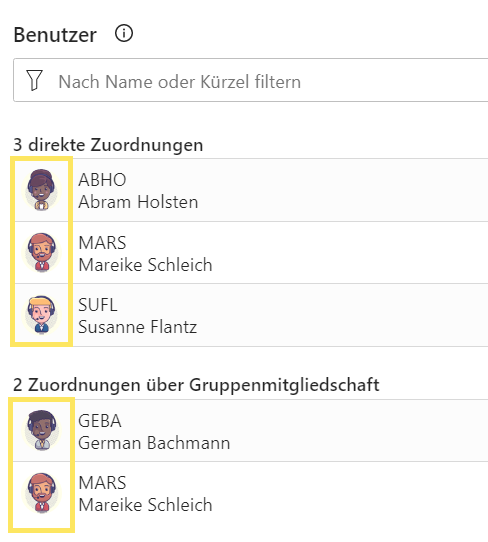 Benutzer
Nach Name oder Kürzel filtern
3 direkte Zuordnungen
ABHO
Abram Holsten
MARS
Mareike Schleich
SUFL
Susanne Flantz
2 Zuordnungen über Gruppenmitgliedschaft
GEBA
German Bachmann
MARS
Mareike Schleich